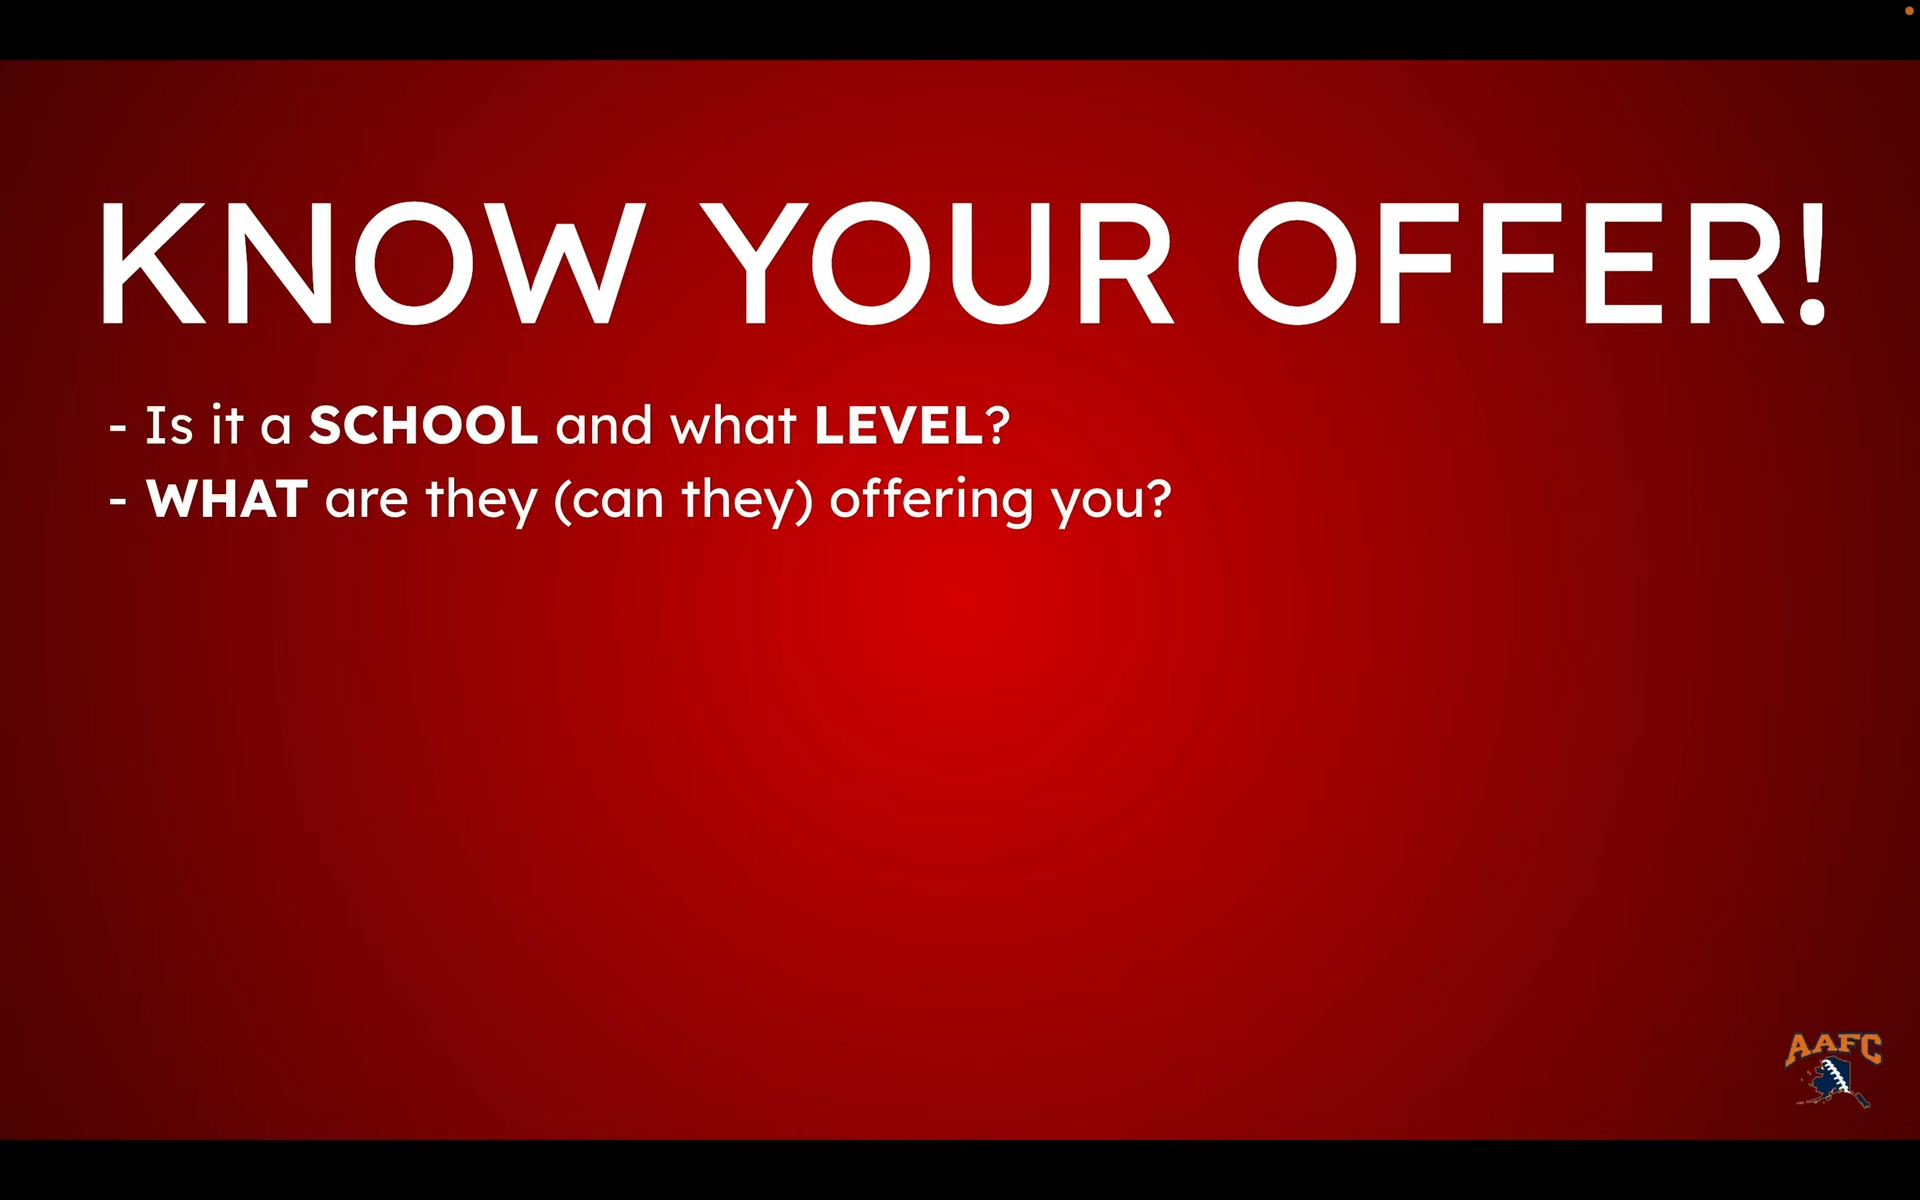 KNOW YOUR OFFER!
- Is it a SCHOOL and what LEVEL?
- WHAT are they (can they) offering you?
AAFC